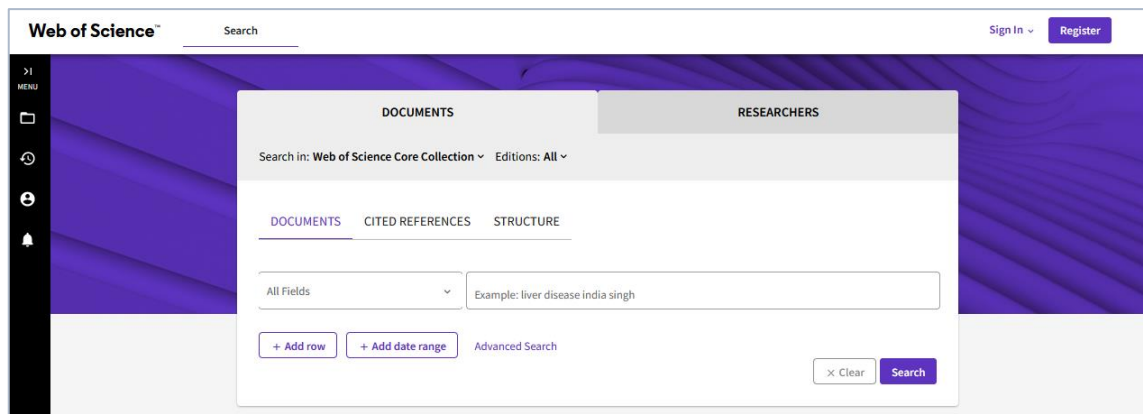 Web of Science™ Search Sign In Register
MENU
DOCUMENTS RESEARCHERS
Search in: Web of Science Core Collection Editions: All
DOCUMENTS CITED REFERENCES STRUCTURE
All Fields Example: liver disease india singh
+ Add row + Add date range Advanced Search
× Clear Search